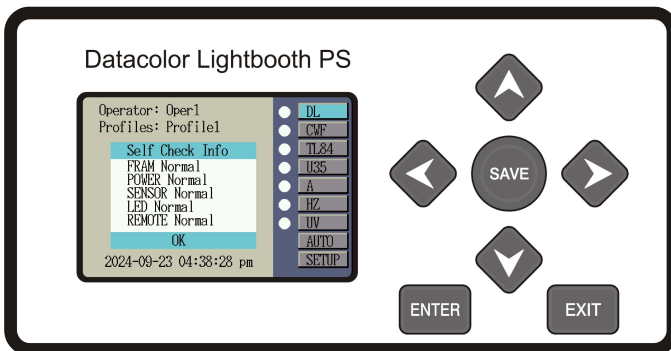 Datacolor Lightbooth PS
Operator: Oper1
Profiles: Profile1
Self Check Info
FRAM Normal
POWER Normal
SENSOR Normal
LED Normal
REMOTE Normal
OK
2024-09-23 04:38:28 pm
DL
CWF
TL84
U35
A
HZ
UV
AUTO
SETUP
SAVE
ENTER
EXIT